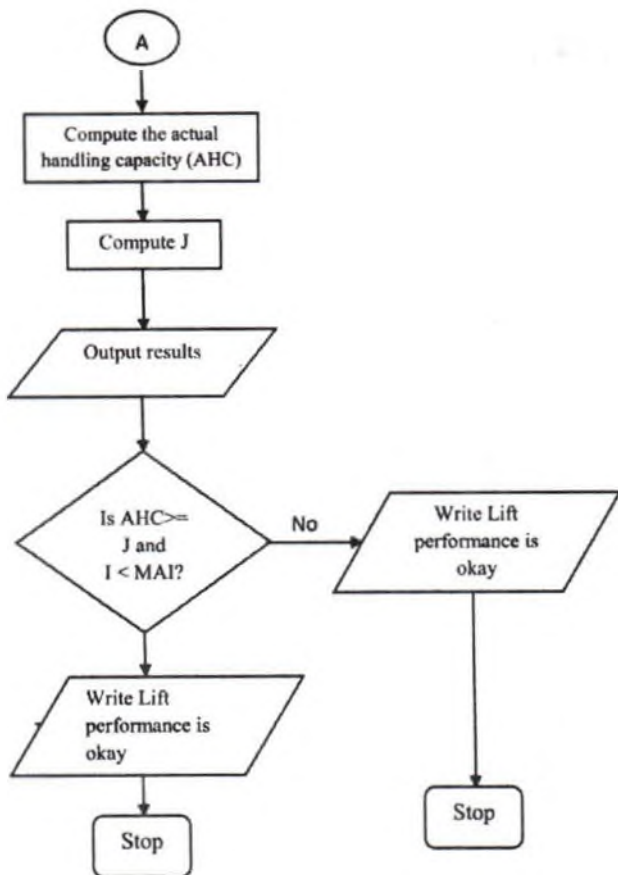 A
Compute the actual
handling capacity (AHC)
Compute J
Output results
Is AHC>=
J and
I < MAI?
No
Write Lift
performance is
okay
Write Lift
performance is
okay
Stop
Stop